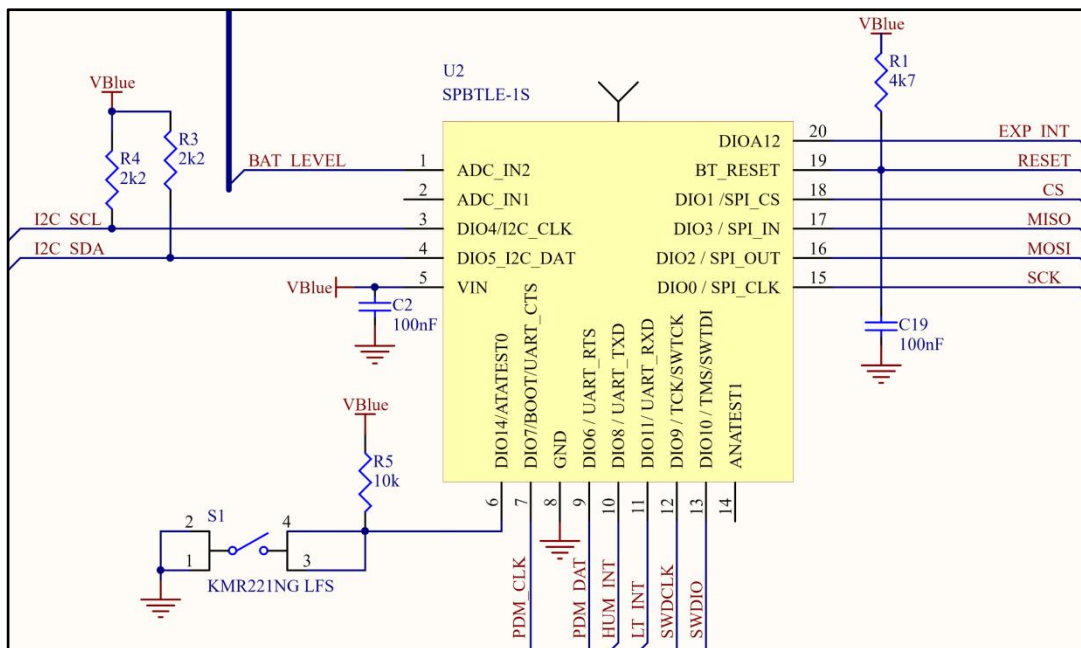 VBlue
R4
2k2
R3
2k2
BAT_LEVEL
I2C_SCL
I2C_SDA
VBlue
C2
100nF
U2
SPBTLE-1S
1
ADC_IN2
2
ADC_IN1
3
DIO4/I2C_CLK
4
DIO5_I2C_DAT
5
VIN
DIOA12
20
EXP_INT
BT_RESET
19
RESET
DIO1 /SPI_CS
18
CS
DIO3 / SPI_IN
17
MISO
DIO2 / SPI_OUT
16
MOSI
DIO0 / SPI_CLK
15
SCK
VBlue
R1
4k7
C19
100nF
DIO14/ATATEST0
DIO7/BOOT/UART_CTS
GND
DIO6 / UART_RTS
DIO8 / UART_TXD
DIO11/ UART_RXD
DIO9 / TCK/SWTCK
DIO10 / TMS/SWTDI
ANATEST1
6
7
8
9
10
11
12
13
14
PDM_CLK
PDM_DAT
HUM_INT
LT_INT
SWDCLK
SWDIO
VBlue
R5
10k
S1
2
4
1
3
KMR221NG LFS